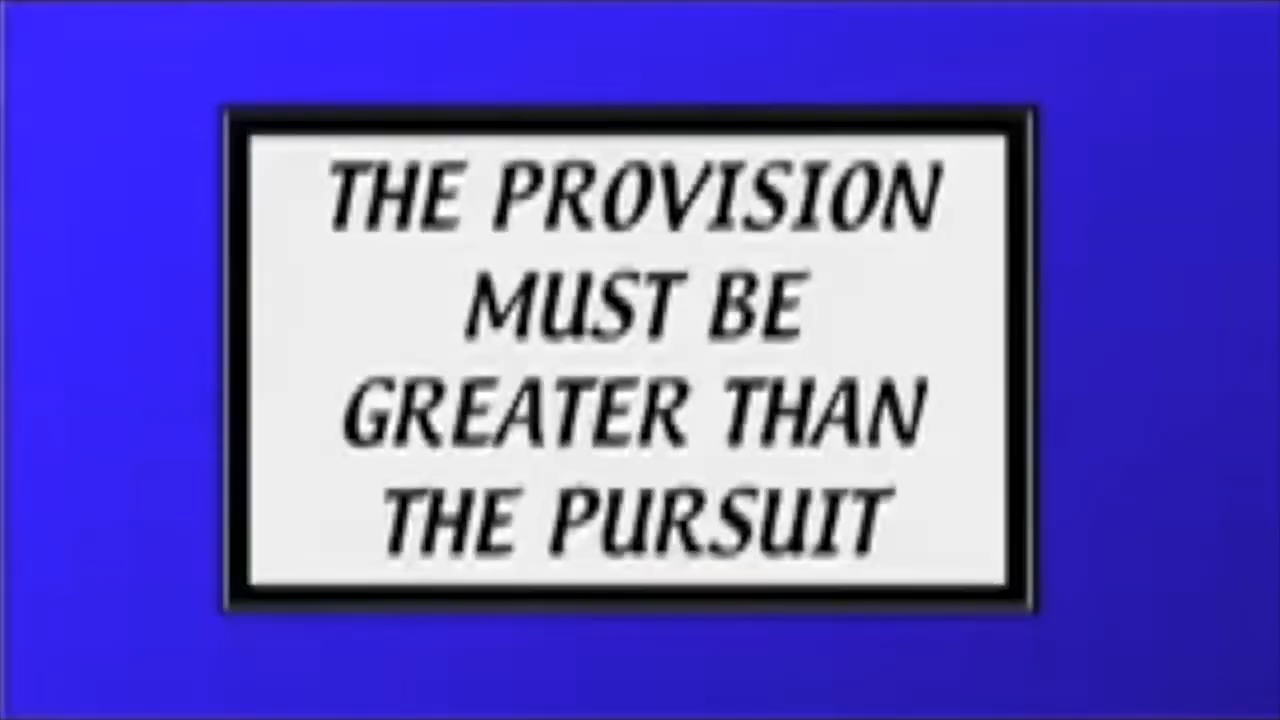 THE PROVISION
MUST BE
GREATER THAN
THE PURSUIT